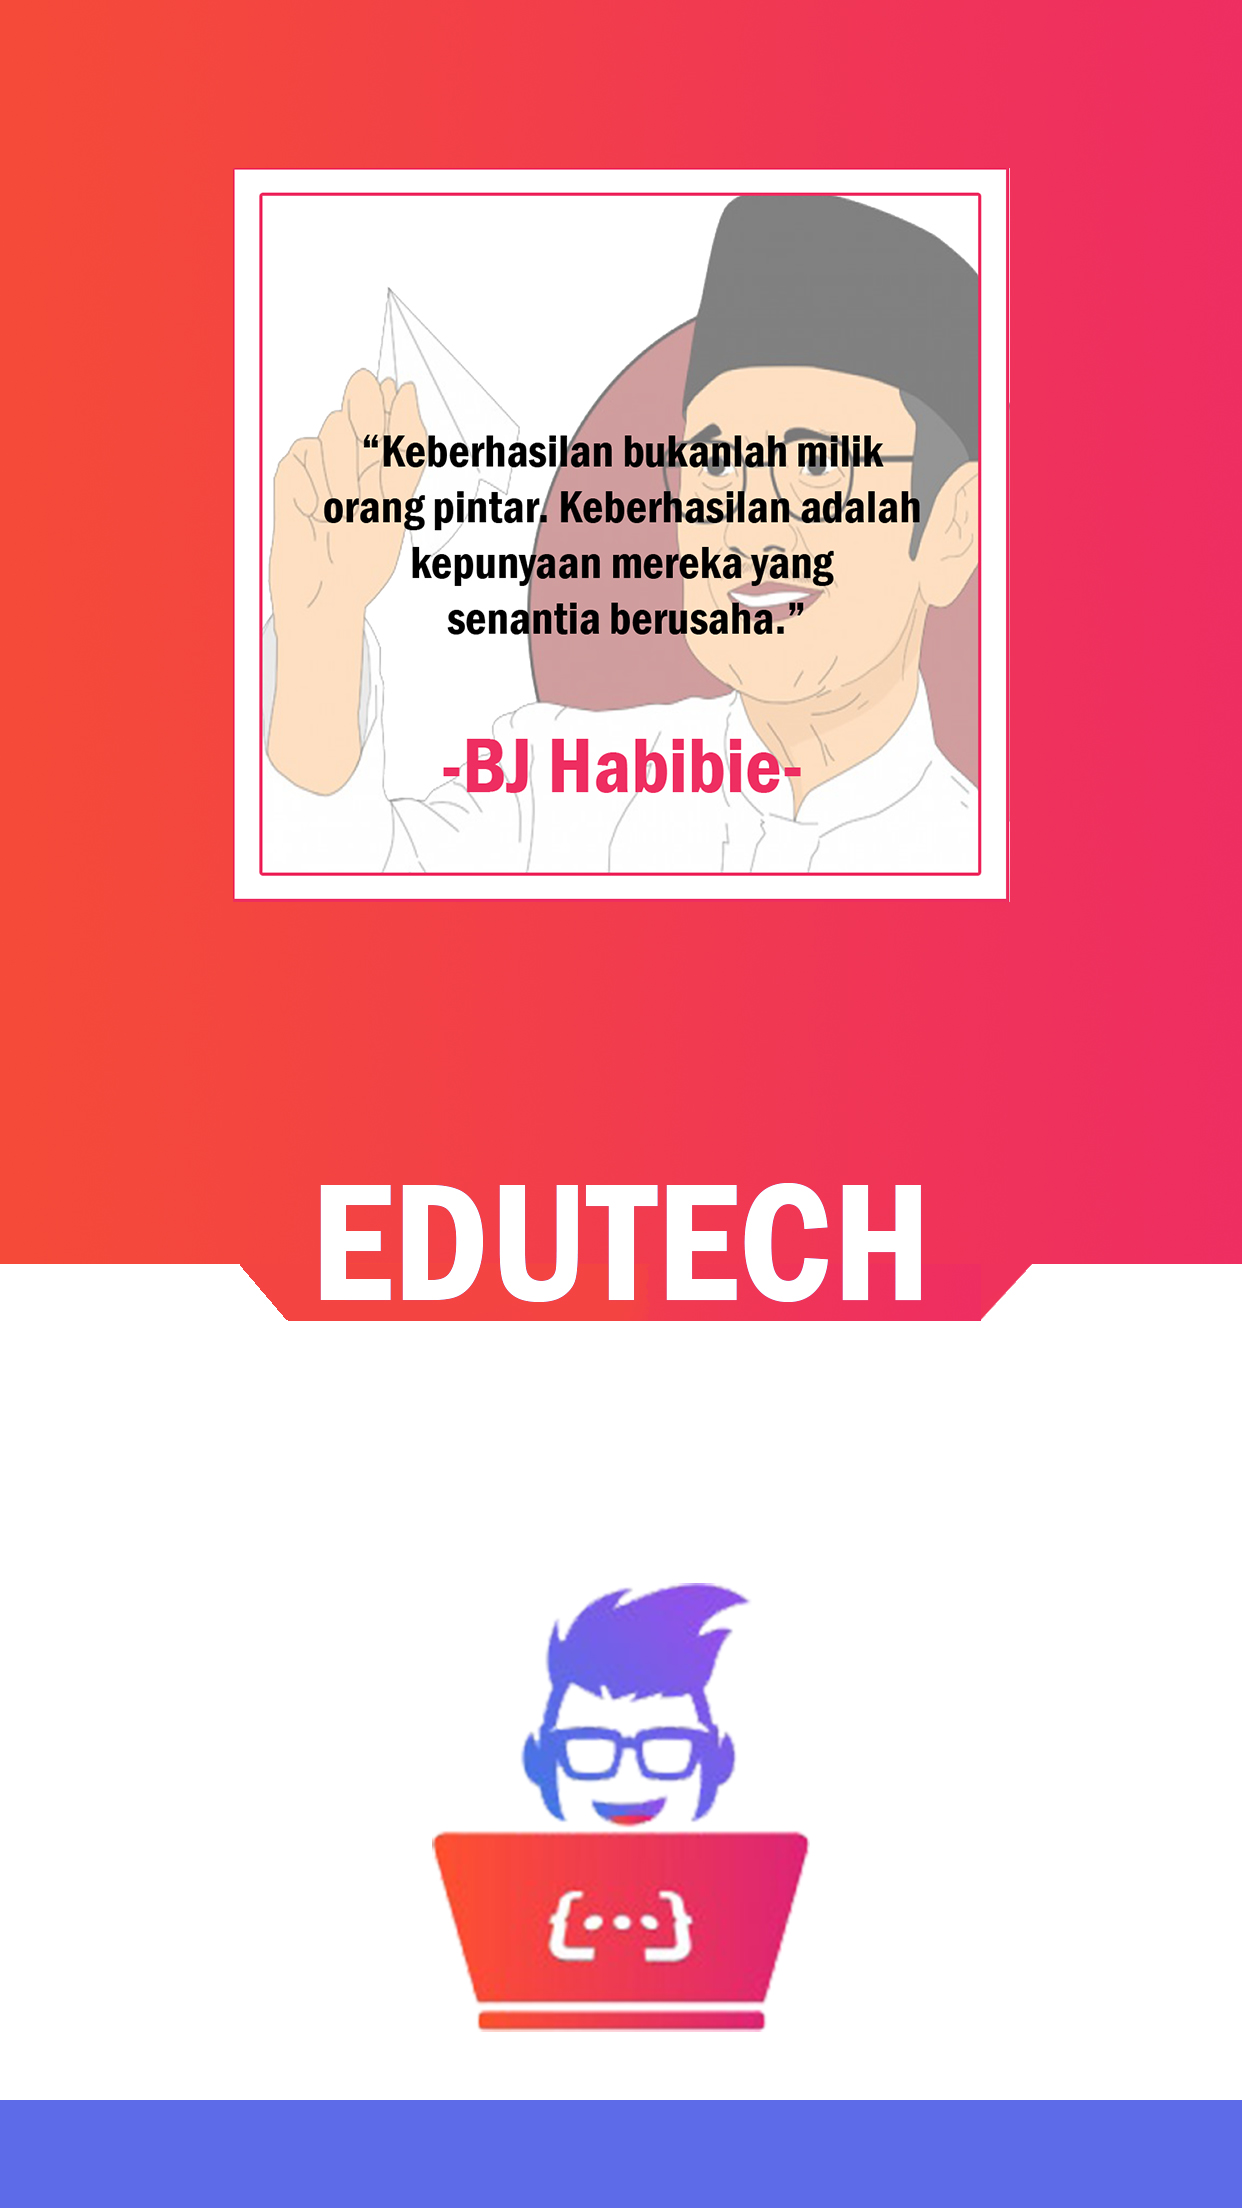 “Keberhasilan bukanlah milik
orang pintar. Keberhasilan adalah
kepunyaan mereka yang
senantia berusaha.”
-BJ Habibie-
EDUTECH
{...}